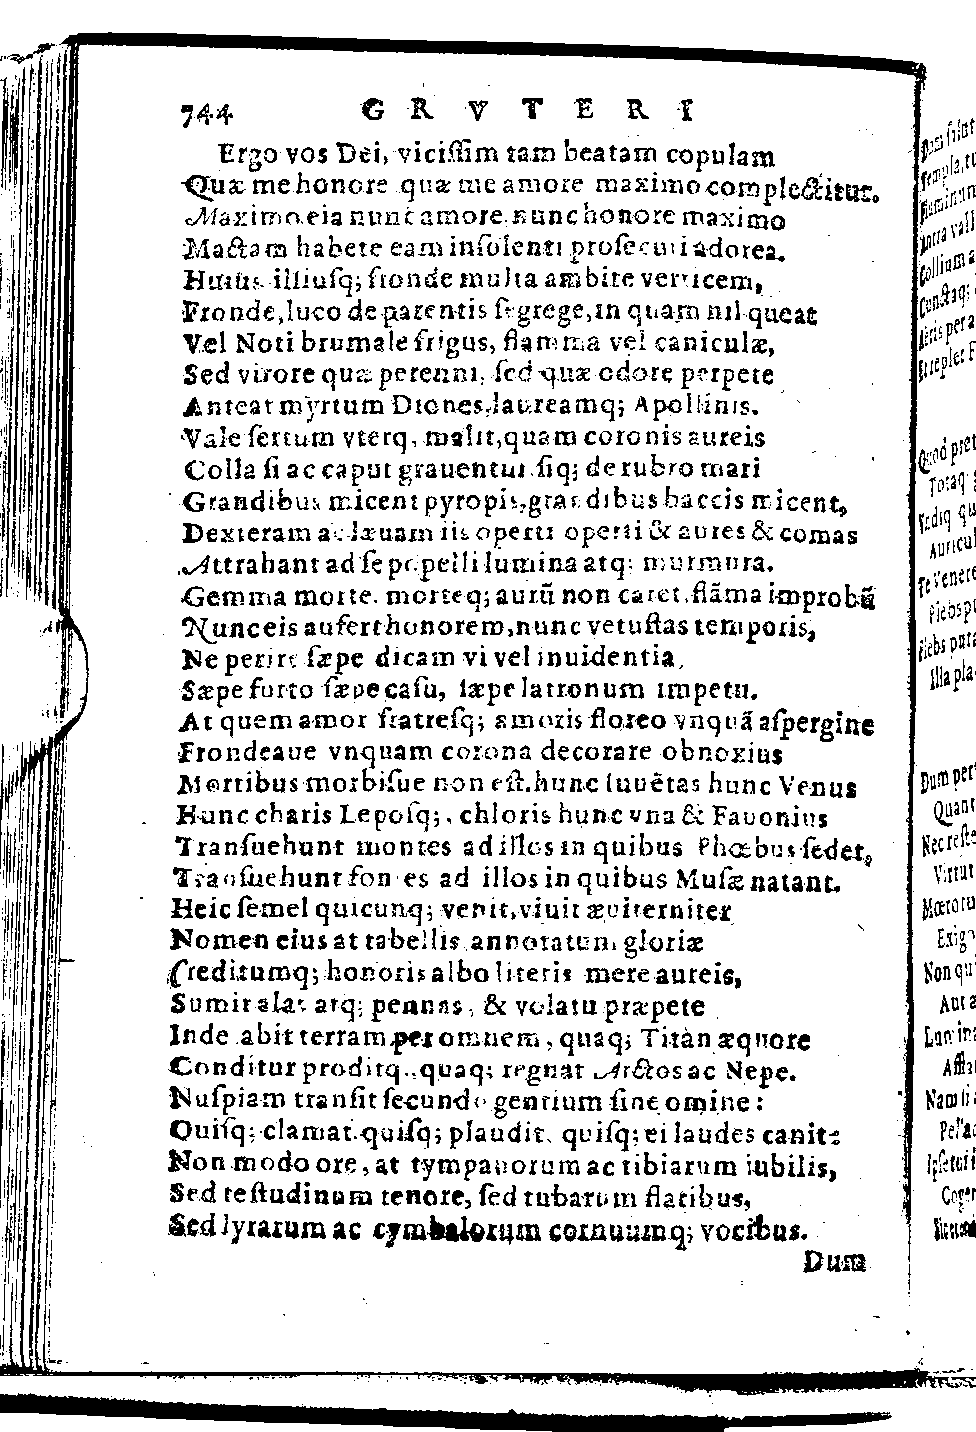 744 GRVTERI
Ergo vos Dei, viciſſim tam beatam copulam
Quæ me honore quæ me amore maximo complectitur.
Maximo eia nunc amore, nunc honore maximo
Mactam habete eam inſolenti proſecuti adorea.
Huius illiuſq; fronde multa ambite verticem,
Fronde, luco de parentis ſegrege, in quam nil queat
Vel Noti brumale frigus, flamma vel caniculæ,
Sed virore quæ perenni, ſed quæ odore perpete
Anteat myrtum Diones, laureamq; Apollinis.
Vale ſertum vterq, malit, quam coronis aureis
Colla ſi ac caput grauentur, ſiq; de rubro mari
Grandibus micent pyropis, grandibus baccis micent,
Dexteram ac læuam iis operti operti & aures & comas
Attrahant ad ſe popelli lumina atq; murmura.
Gemma morte, morteq; aurū non caret, flāma improbū
Nunc eis aufert honorem, nunc vetuſtas temporis,
Ne perire ſæpe dicam vi vel inuidentia,
Sæpe furto ſæpe caſu, ſæpe latronum impetu.
At quem amor fratreſq; amoris floreo vnquā aſpergine
Frondeaue vnquam corona decorare obnoxius
Mortibus morbiſue non eſt. hunc Iuuētas hunc Venus
Hunc charis Lepoſq;, chloris hunc vna & Fauonius
Tranſuehunt montes ad illos in quibus Phœbus ſedet,
Tranſuehunt fontes ad illos in quibus Muſæ natant.
Heic ſemel quicunq; venit, viuit æuiterniter
Nomen eius at tabellis annotatum gloriæ
Creditumq; honoris albo literis mere aureis,
Sumit alas atq; pennas, & volatu præpete
Inde abit terram per omnem, quaq; Titàn æquore
Conditur proditq, quaq; regnat Arctos ac Nepe.
Nuſpiam tranſit ſecundo gentium ſine omine:
Quiſq; clamat, quiſq; plaudit, quiſq; ei laudes canit:
Non modo ore, at tympanorum ac tibiarum iubilis,
Sed teſtudinum tenore, ſed tubarum flatibus,
Sed lyrarum ac cymbalorum cornuumq; vocibus.
Dum